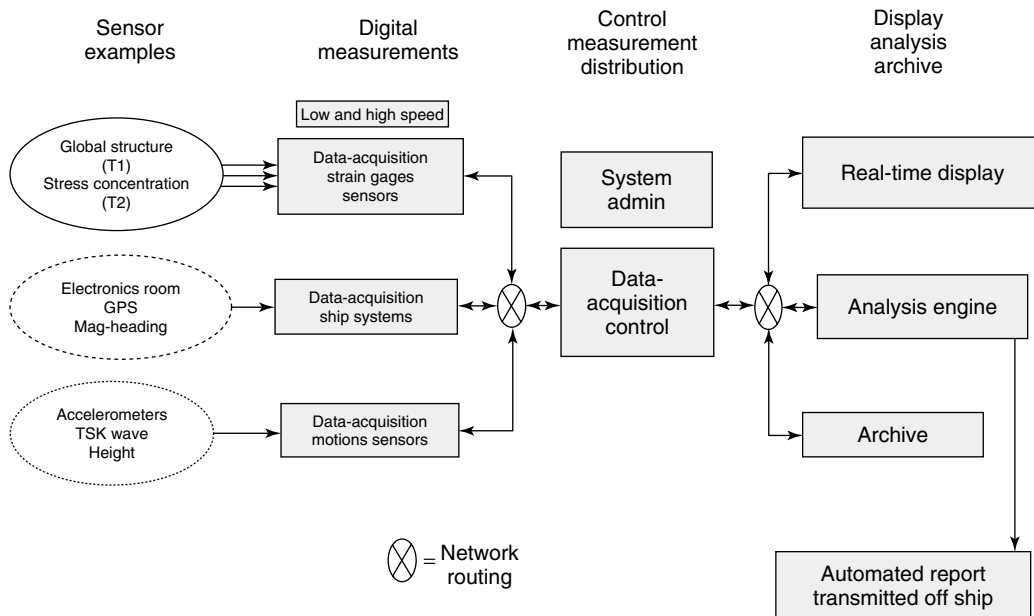 Sensor
examples
Digital
measurements
Control
measurement
distribution
Display
analysis
archive
Low and high speed
Global structure
(T1)
Stress concentration
(T2)
Data-acquisition
strain gages
sensors
System
admin
Real-time display
Electronics room
GPS
Mag-heading
Data-acquisition
ship systems
Data-
acquisition
control
Analysis engine
Accelerometers
TSK wave
Height
Data-acquisition
motions sensors
Archive
= Network
routing
Automated report
transmitted off ship